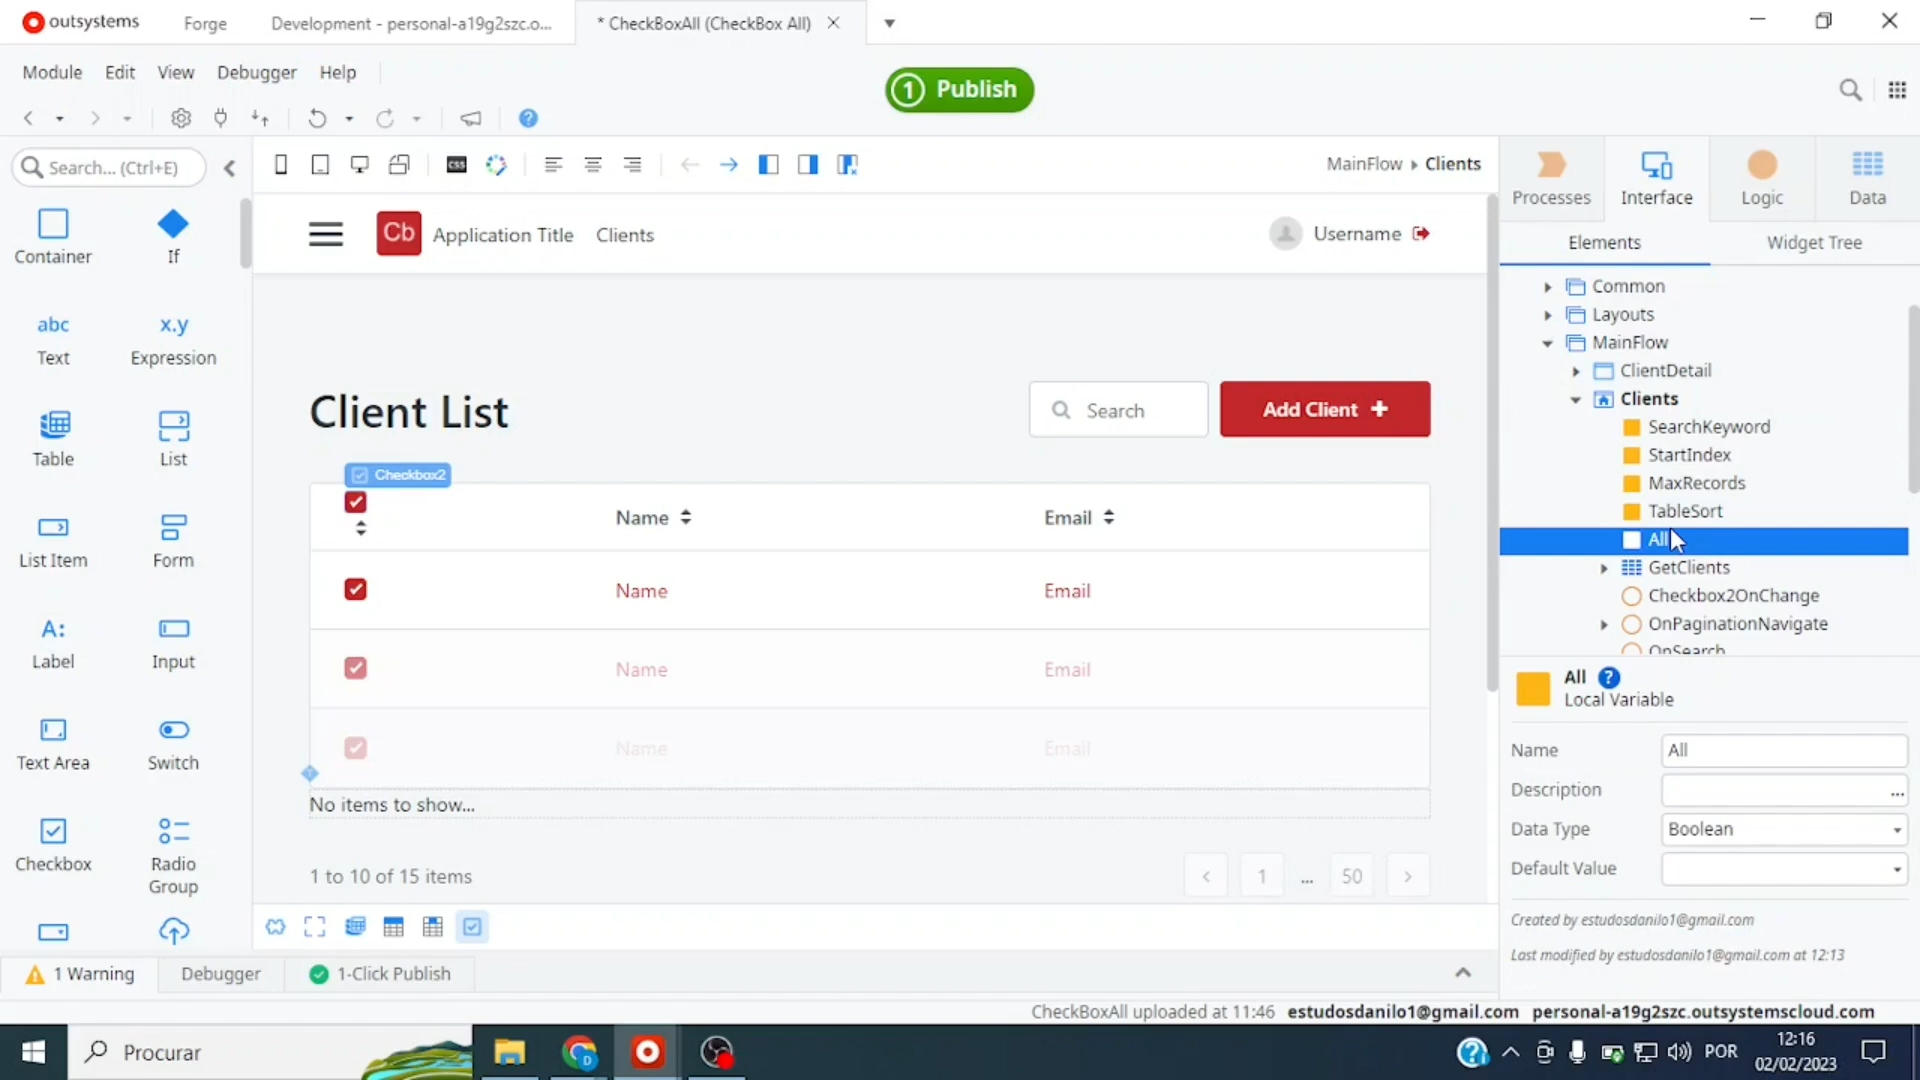 outsystems
Forge
Development - personal-a19g2szc.o...
* CheckBoxAll (CheckBox All)
Module
Edit
View
Debugger
Help
1 Publish
Search... (Ctrl+E)
CSS
MainFlow
Clients
Processes
Interface
Logic
Data
Container
If
abc
Text
x.y
Expression
Table
List
List Item
Form
A:
Label
Input
Text Area
Switch
Checkbox
Radio
Group
Cb
Application Title
Clients
Username
Client List
Search
Add Client
Checkbox2
Name
Email
Name
Email
Name
Email
Name
Email
No items to show...
1 to 10 of 15 items
1
...
50
Elements
Widget Tree
Common
Layouts
MainFlow
ClientDetail
Clients
SearchKeyword
StartIndex
MaxRecords
TableSort
All
GetClients
Checkbox2OnChange
OnPaginationNavigate
OnSearch
All
Local Variable
Name
All
Description
...
Data Type
Boolean
Default Value
Created by estudosdanilo1@gmail.com
Last modified by estudosdanilo1@gmail.com at 12:13
1 Warning
Debugger
1-Click Publish
CheckBoxAll uploaded at 11:46 estudosdanilo1@gmail.com personal-a19g2szc.outsystemscloud.com
Procurar
D
POR
12:16
02/02/2023